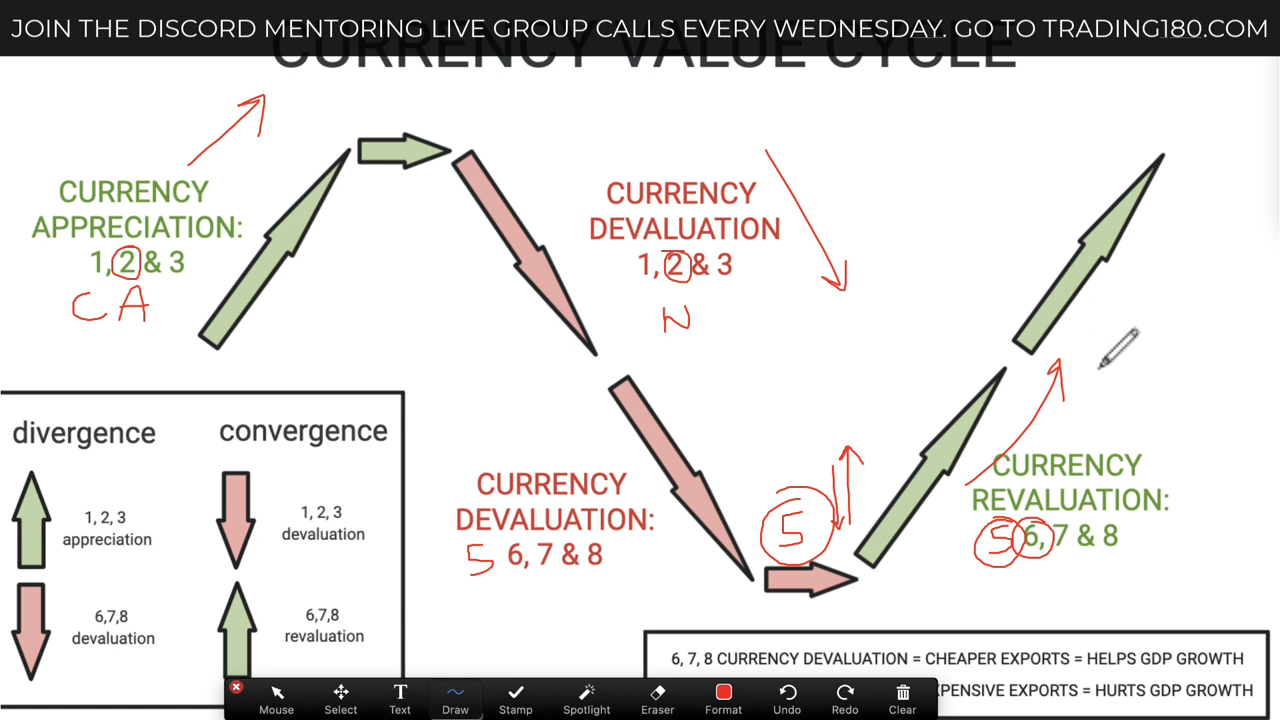 JOIN THE DISCORD MENTORING LIVE GROUP CALLS EVERY WEDNESDAY. GO TO TRADING180.COM
CURRENCY VALUE CYCLE
CURRENCY
APPRECIATION:
1, 2 & 3
C A
CURRENCY
DEVALUATION
1, 2 & 3
N
CURRENCY
DEVALUATION:
5 6, 7 & 8
5
CURRENCY
REVALUATION:
5 6, 7 & 8
divergence
1, 2, 3
appreciation
6,7,8
devaluation
convergence
1, 2, 3
devaluation
6,7,8
revaluation
6, 7, 8 CURRENCY DEVALUATION = CHEAPER EXPORTS = HELPS GDP GROWTH
EXPORTS = HURTS GDP GROWTH
Mouse
Select
Text
Draw
Stamp
Spotlight
Eraser
Format
Undo
Redo
Clear